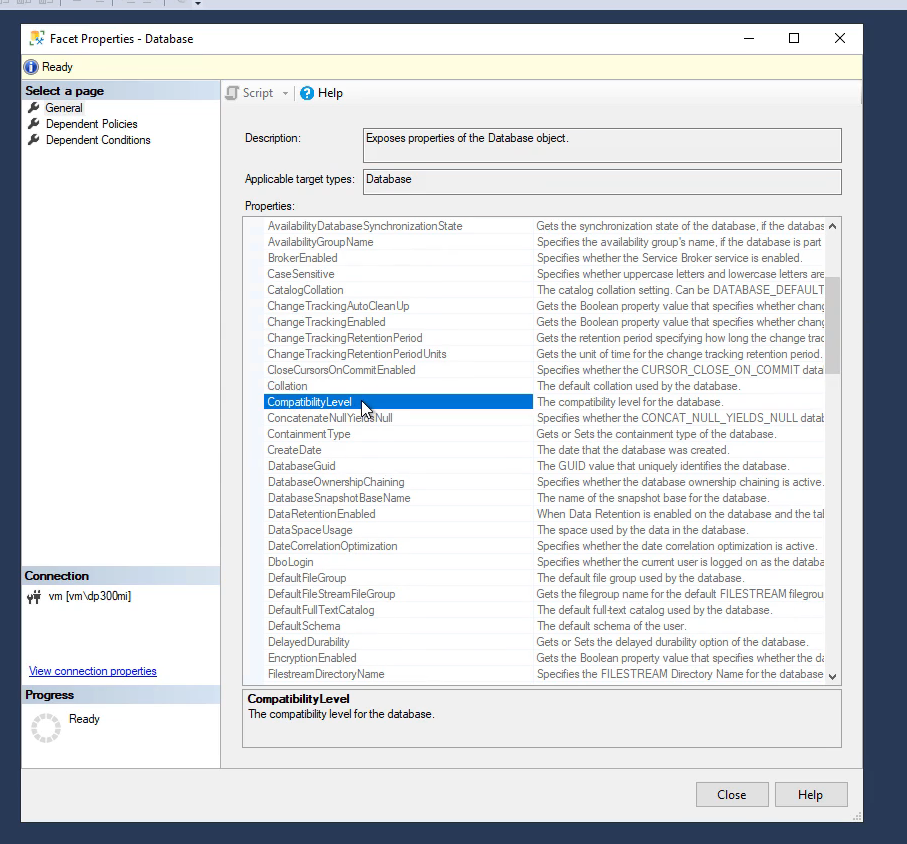 Facet Properties - Database
Ready
Select a page
General
Dependent Policies
Dependent Conditions
Script
Help
Description:
Exposes properties of the Database object.
Applicable target types:
Database
Properties:
AvailabilityDatabaseSynchronizationState Gets the synchronization state of the database, if the databas
AvailabilityGroupName Specifies the availability group's name, if the database is part
BrokerEnabled Specifies whether the Service Broker service is enabled.
CaseSensitive Specifies whether uppercase letters and lowercase letters are
CatalogCollation The catalog collation setting. Can be DATABASE_DEFAULT
ChangeTrackingAutoCleanUp Gets the Boolean property value that specifies whether chang
ChangeTrackingEnabled Gets the Boolean property value that specifies whether chang
ChangeTrackingRetentionPeriod Gets the retention period specifying how long the change trac
ChangeTrackingRetentionPeriodUnits Gets the unit of time for the change tracking retention period.
CloseCursorsOnCommitEnabled Specifies whether the CURSOR_CLOSE_ON_COMMIT data
Collation The default collation used by the database.
CompatibilityLevel The compatibility level for the database.
ConcatenateNullYieldsNull Specifies whether the CONCAT_NULL_YIELDS_NULL datab
ContainmentType Gets or Sets the containment type of the database.
CreateDate The date that the database was created.
DatabaseGuid The GUID value that uniquely identifies the database.
DatabaseOwnershipChaining Specifies whether the database ownership chaining is active.
DatabaseSnapshotBaseName The name of the snapshot base for the database.
DataRetentionEnabled When Data Retention is enabled on the database and the tal
DataSpaceUsage The space used by the data in the database.
DateCorrelationOptimization Specifies whether the date correlation optimization is active.
DboLogin Specifies whether the current user is logged on as the databa
DefaultFileGroup The default file group used by the database.
DefaultFileStreamFileGroup Gets the filegroup name for the default FILESTREAM filegrou
DefaultFullTextCatalog The default full-text catalog used by the database.
DefaultSchema The default schema of the user.
DelayedDurability Gets or Sets the delayed durability option of the database.
EncryptionEnabled Gets the Boolean property value that specifies whether the da
FilestreamDirectoryName Specifies the FILESTREAM Directory Name for the database
CompatibilityLevel
The compatibility level for the database.
Connection
vm [vm\dp300mi]
View connection properties
Progress
Ready
Close
Help